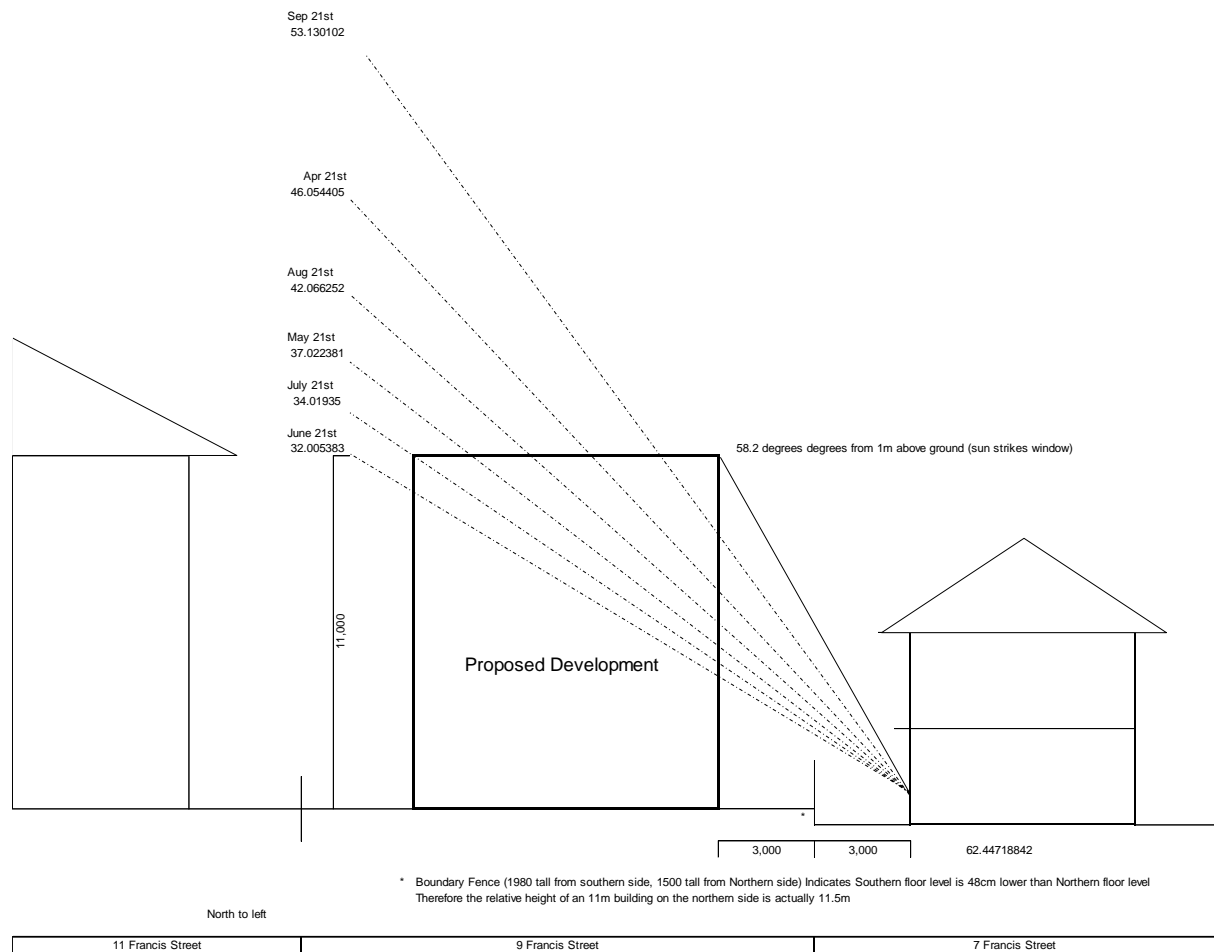 Sep 21st
53.130102
Apr 21st
46.054405
Aug 21st
42.066252
May 21st
37.022381
July 21st
34.01935
June 21st
32.005383
58.2 degrees degrees from 1m above ground (sun strikes window)
11,000
Proposed Development
*
3,000
3,000
62.44718842
* Boundary Fence (1980 tall from southern side, 1500 tall from Northern side) Indicates Southern floor level is 48cm lower than Northern floor level
Therefore the relative height of an 11m building on the northern side is actually 11.5m
North to left
11 Francis Street
9 Francis Street
7 Francis Street